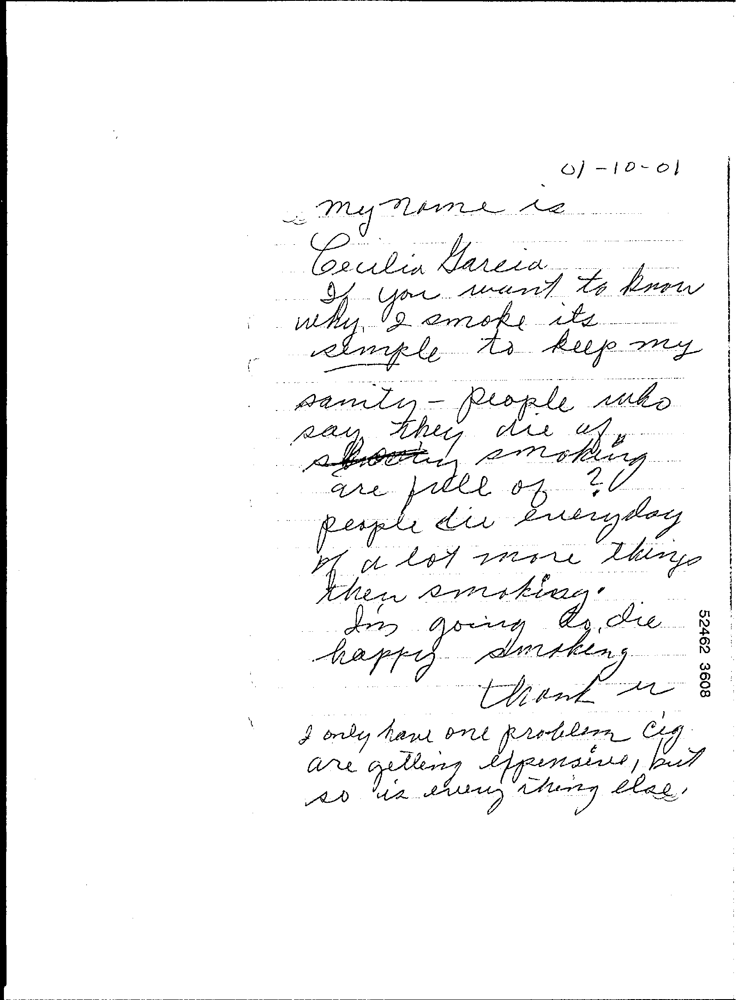 01-10-01
my name is
Cecilia Garcia
If you want to know
why I smoke its
simple to keep my
sanity - people who
say they die of
smoking
are full of ?
people die everyday
of a lot more things
then smoking.
I'm going to die
happy smoking
thank u
I only have one problem cig
are getting expensive, but
so is every thing else.
52462 3608